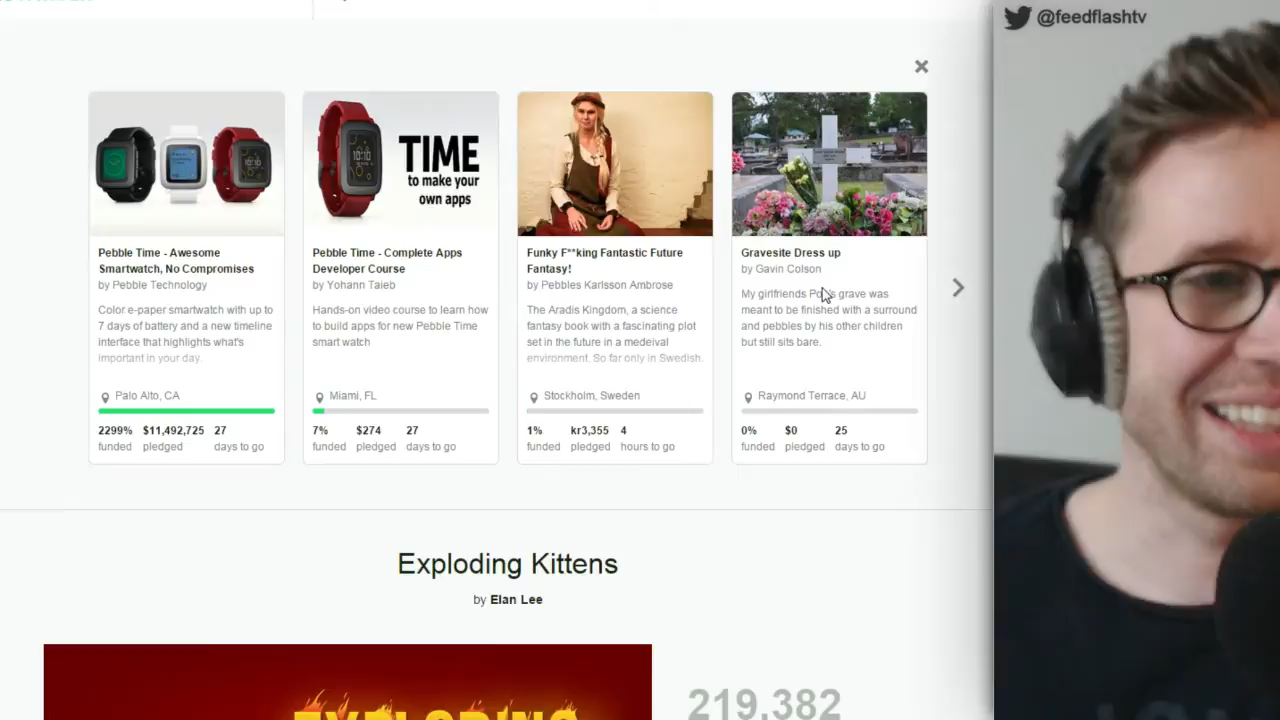 @feedflashtv
TIME
to make your
own apps
Pebble Time - Awesome
Smartwatch, No Compromises
by Pebble Technology
Color e-paper smartwatch with up to
7 days of battery and a new timeline
interface that highlights what's
important in your day.
Palo Alto, CA
2299% $11,492,725 27
funded pledged days to go
Pebble Time - Complete Apps
Developer Course
by Yohann Taieb
Hands-on video course to learn how
to build apps for new Pebble Time
smart watch
Miami, FL
7% $274 27
funded pledged days to go
Funky F**king Fantastic Future
Fantasy!
by Pebbles Karlsson Ambrose
The Aradis Kingdom, a science
fantasy book with a fascinating plot
set in the future in a medeival
environment. So far only in Swedish.
Stockholm, Sweden
1% kr3,355 4
funded pledged hours to go
Gravesite Dress up
by Gavin Colson
My girlfriends grave was
meant to be finished with a surround
and pebbles by his other children
but still sits bare.
Raymond Terrace, AU
0% $0 25
funded pledged days to go
Exploding Kittens
by Elan Lee
EXPLODING
219,382